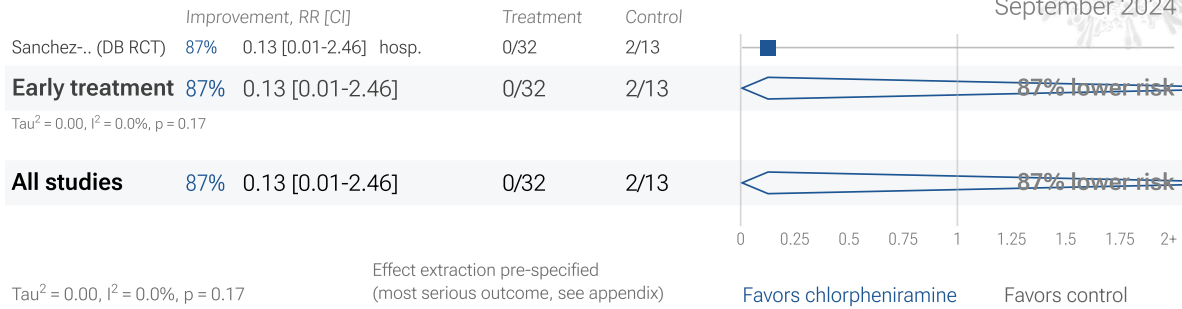 September 2024
Improvement, RR [CI] Treatment Control
Sanchez-.. (DB RCT) 87% 0.13 [0.01-2.46] hosp. 0/32 2/13
Early treatment 87% 0.13 [0.01-2.46] 0/32 2/13 87% lower risk
Tau² = 0.00, I² = 0.0%, p = 0.17
All studies 87% 0.13 [0.01-2.46] 0/32 2/13 87% lower risk
0 0.25 0.5 0.75 1 1.25 1.5 1.75 2+
Effect extraction pre-specified
(most serious outcome, see appendix)
Tau² = 0.00, I² = 0.0%, p = 0.17
Favors chlorpheniramine Favors control